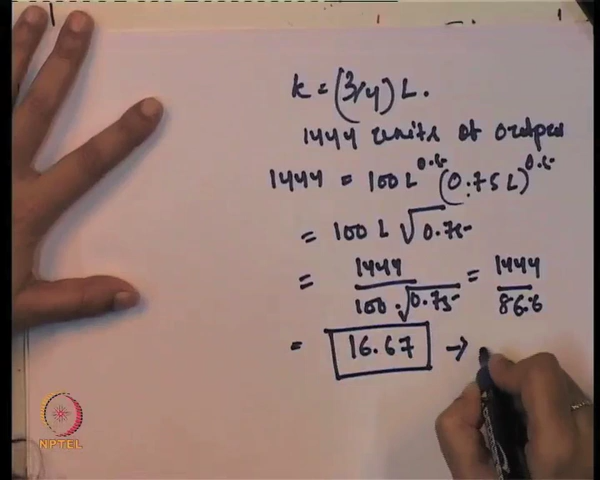 K = (3/4) L.
1444 units of output
1444 = 100 L^0.5 (0.75 L)^0.5
= 100 L √0.75
= 1444 / 100 · √0.75 = 1444 / 86.6
= 16.67 →
NPTEL